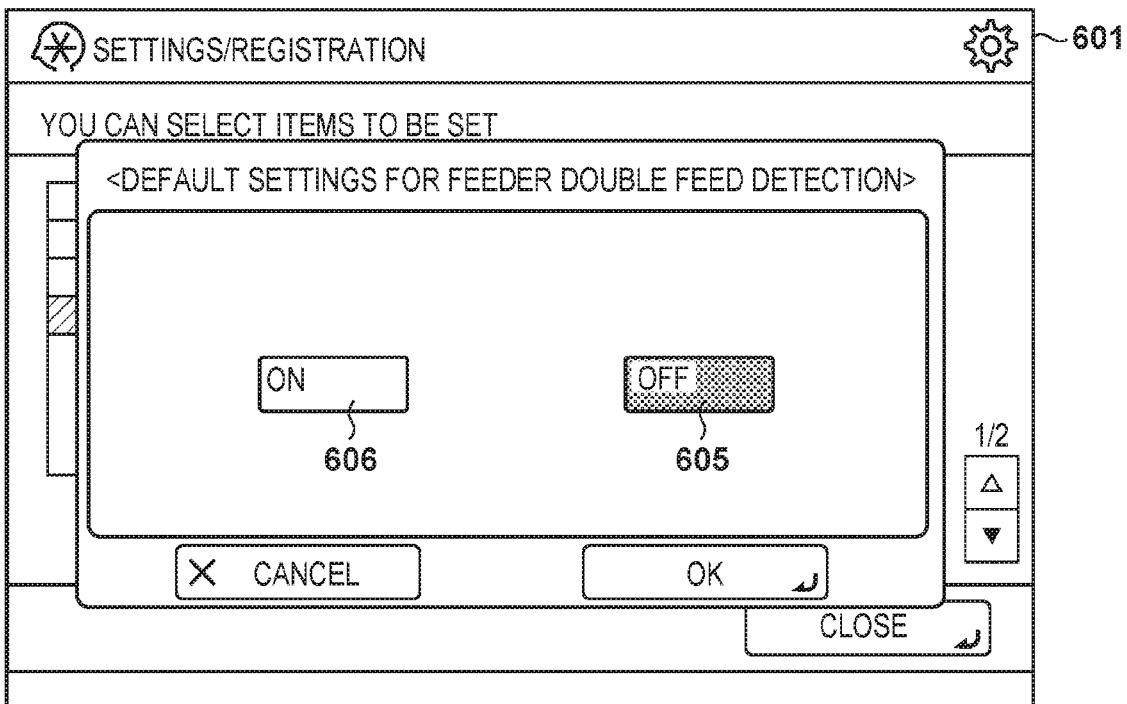 SETTINGS/REGISTRATION
601
YOU CAN SELECT ITEMS TO BE SET
<DEFAULT SETTINGS FOR FEEDER DOUBLE FEED DETECTION>
ON
OFF
606
605
1/2
CANCEL
OK
CLOSE